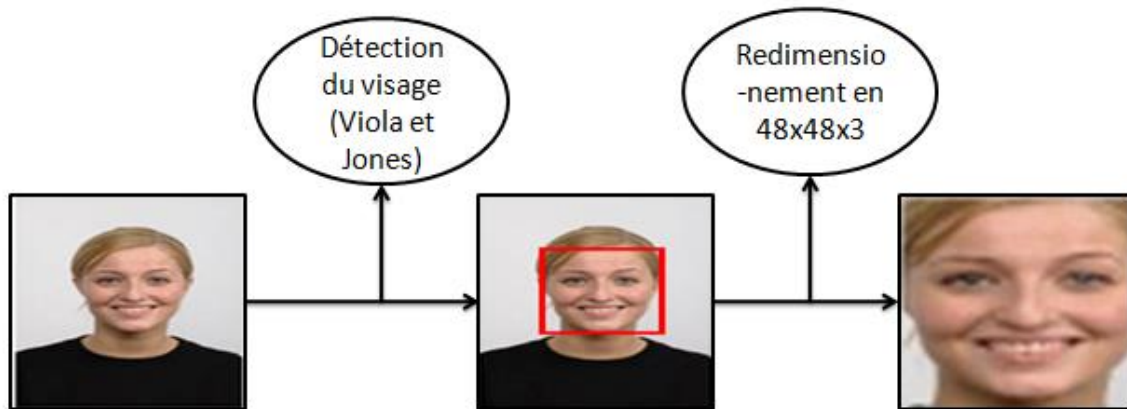 Détection
du visage
(Viola et
Jones)
Redimensio
-nement en
48x48x3